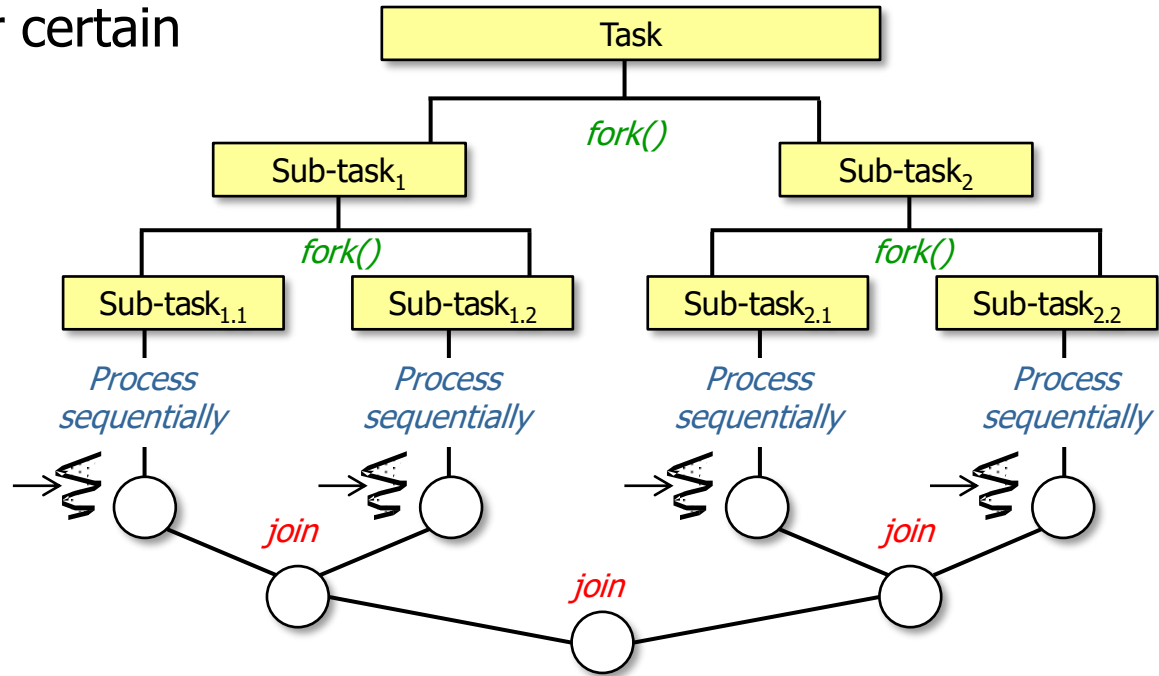 r certain
Task
fork()
Sub-task₁ Sub-task₂
fork() fork()
Sub-task₁.₁ Sub-task₁.₂ Sub-task₂.₁ Sub-task₂.₂
Process Process Process Process
sequentially sequentially sequentially sequentially
join join
join